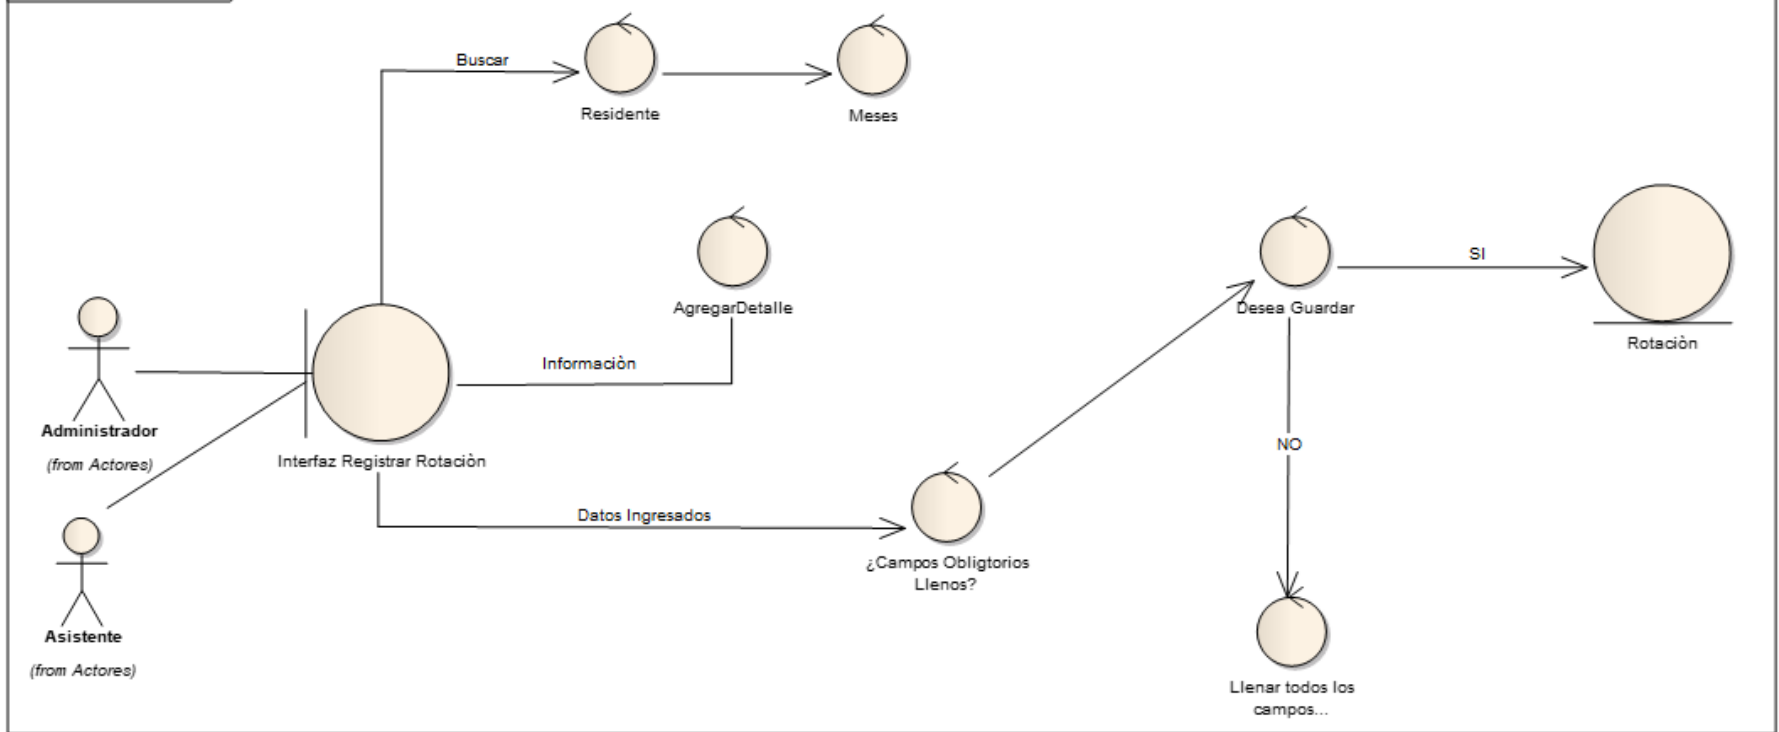 Buscar
Residente
Meses
AgregarDetalle
Desea Guardar
SI
Rotaciòn
Informaciòn
Administrador
(from Actores)
Interfaz Registrar Rotaciòn
NO
Datos Ingresados
¿Campos Obligtorios
Llenos?
Asistente
(from Actores)
Llenar todos los
campos...